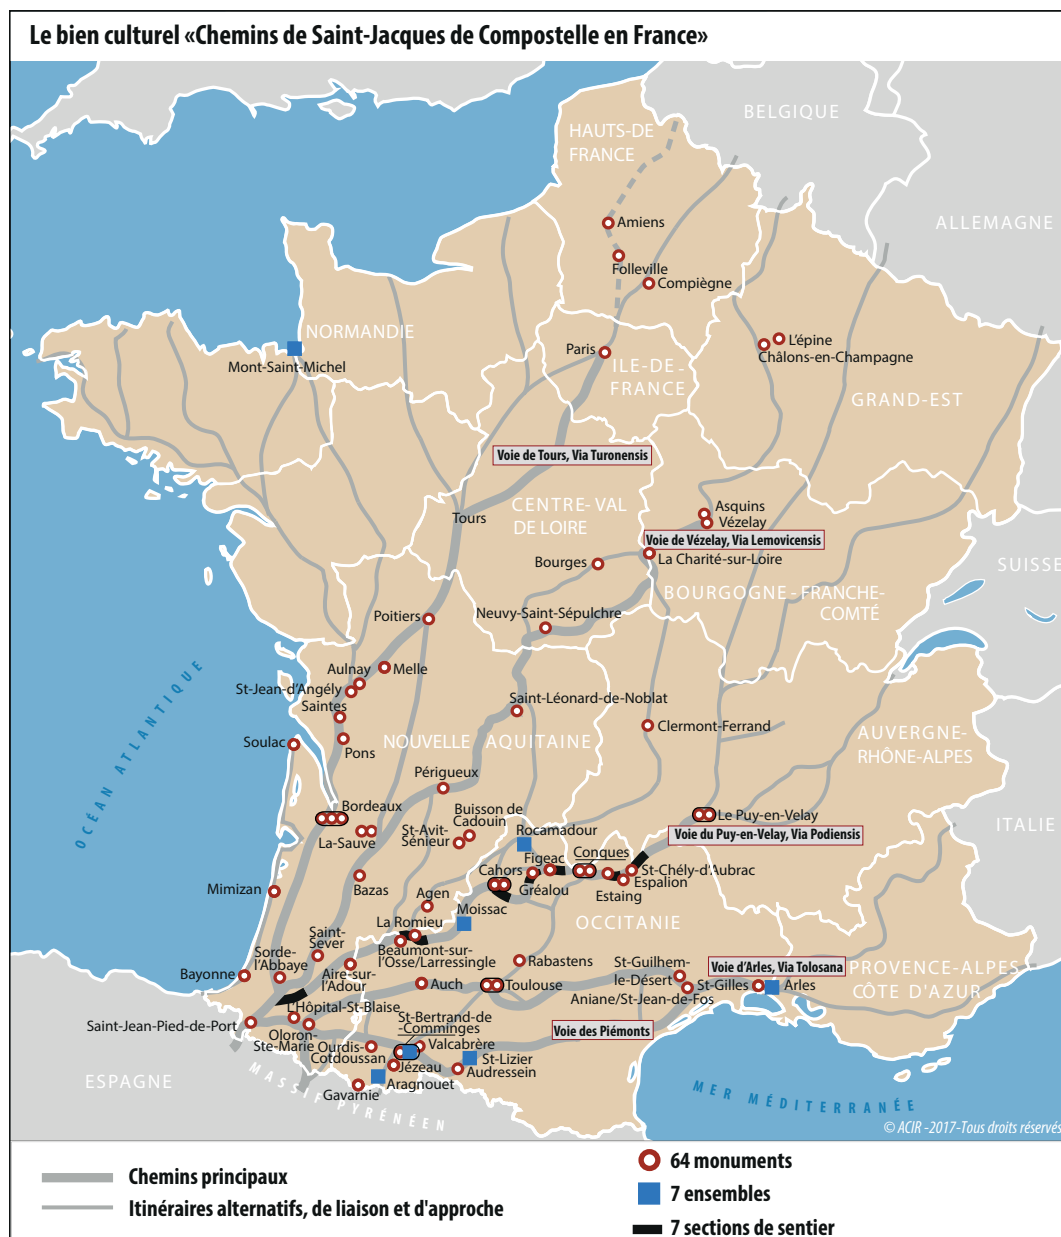 Le bien culturel «Chemins de Saint-Jacques de Compostelle en France»
BELGIQUE
HAUTS-DE
FRANCE
ALLEMAGNE
Amiens
Folleville
Compiègne
NORMANDIE
Mont-Saint-Michel
Paris
ILE-DE-
FRANCE
L'épine
Châlons-en-Champagne
GRAND-EST
Voie de Tours, Via Turonensis
Tours
CENTRE-VAL
DE LOIRE
Asquins
Vézelay
Voie de Vézelay, Via Lemovicensis
La Charité-sur-Loire
Bourges
SUISSE
BOURGOGNE-FRANCHE-
COMTÉ
Neuvy-Saint-Sépulchre
Poitiers
Aulnay
Melle
St-Jean-d'Angély
Saintes
Saint-Léonard-de-Noblat
Soulac
Pons
NOUVELLE AQUITAINE
Clermont-Ferrand
AUVERGNE-
RHÔNE-ALPES
OCÉAN ATLANTIQUE
Périgueux
Bordeaux
Buisson de
Cadouin
La-Sauve
St-Avit-
Sénieur
Rocamadour
Le Puy-en-Velay
Voie du Puy-en-Velay, Via Podiensis
ITALIE
Figeac
Conques
Cahors
Gréalou
St-Chély-d'Aubrac
Espalion
Estaing
Mimizan
Bazas
Agen
Moissac
OCCITANIE
La Romieu
Beaumont-sur-
l'Osse/Larressingle
Saint-
Sever
Sorde-
l'Abbaye
Bayonne
Aire-sur-
l'Adour
Auch
Rabastens
Toulouse
St-Guilhem-
le-Désert
Aniane/St-Jean-de-Fos
Voie d'Arles, Via Tolosana
St-Gilles
Arles
PROVENCE-ALPES
CÔTE D'AZUR
L'Hôpital-St-Blaise
Saint-Jean-Pied-de-Port
Oloron-
Ste-Marie
Ourdis-
Cotdoussan
St-Bertrand-de
-Comminges
Valcabrère
Voie des Piémonts
St-Lizier
Audressein
Jézeau
Aragnouet
Gavarnie
ESPAGNE
MASSIF PYRÉNÉEN
MER MÉDITERRANÉE
© ACIR -2017-Tous droits réservés
Chemins principaux
Itinéraires alternatifs, de liaison et d'approche
64 monuments
7 ensembles
7 sections de sentier